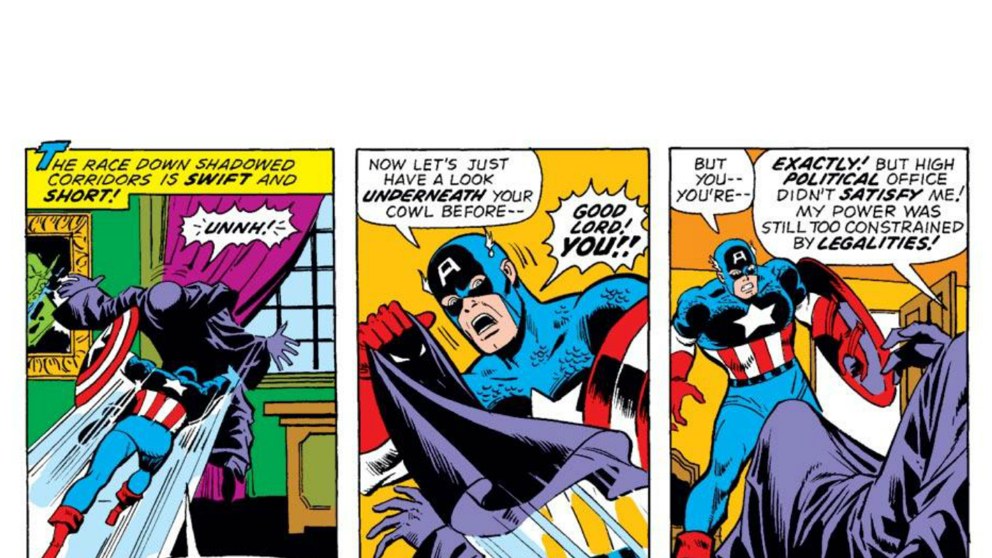 THE RACE DOWN SHADOWED
CORRIDORS IS SWIFT AND
SHORT!
UNNH!
NOW LET'S JUST
HAVE A LOOK
UNDERNEATH YOUR
COWL BEFORE--
GOOD
LORD!
YOU!!
BUT
YOU--
YOU'RE--
EXACTLY! BUT HIGH
POLITICAL OFFICE
DIDN'T SATISFY ME!
MY POWER WAS
STILL TOO CONSTRAINED
BY LEGALITIES!
A
A